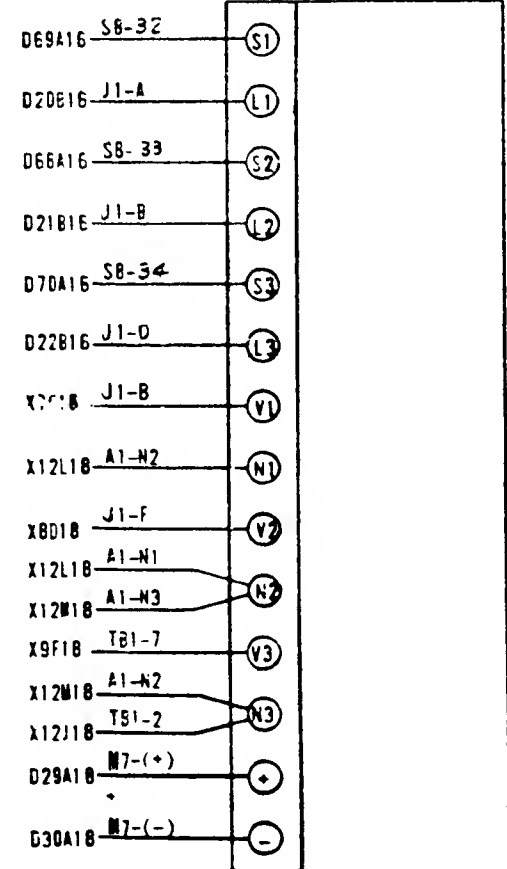 D69A16 S8-32 S1
D20B16 J1-A L1
D66A16 S8-33 S2
D21B16 J1-B L2
D70A16 S8-34 S3
D22B16 J1-D L3
J1-B V1
X12L18 A1-N2 N1
X8D18 J1-F V2
X12L18 A1-N1
N2
X12M18 A1-N3
X9F18 TB1-7 V3
X12M18 A1-N2
N3
X12J18 TB1-2
D29A18 M7-(+) +
D30A18 M7-(-) -